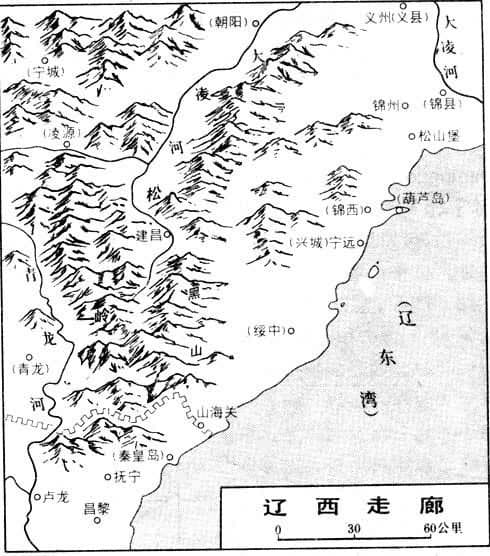 (朝阳)
义州(义县)
大凌河
(宁城)
大凌河
锦州
(锦县)
(凌源)
松山堡
松岭
(锦西)
(葫芦岛)
建昌
(兴城)宁远
青龙河
黑山
(辽东湾)
(绥中)
(青龙)
山海关
(秦皇岛)
抚宁
卢龙
昌黎
辽西走廊
0 30 60公里